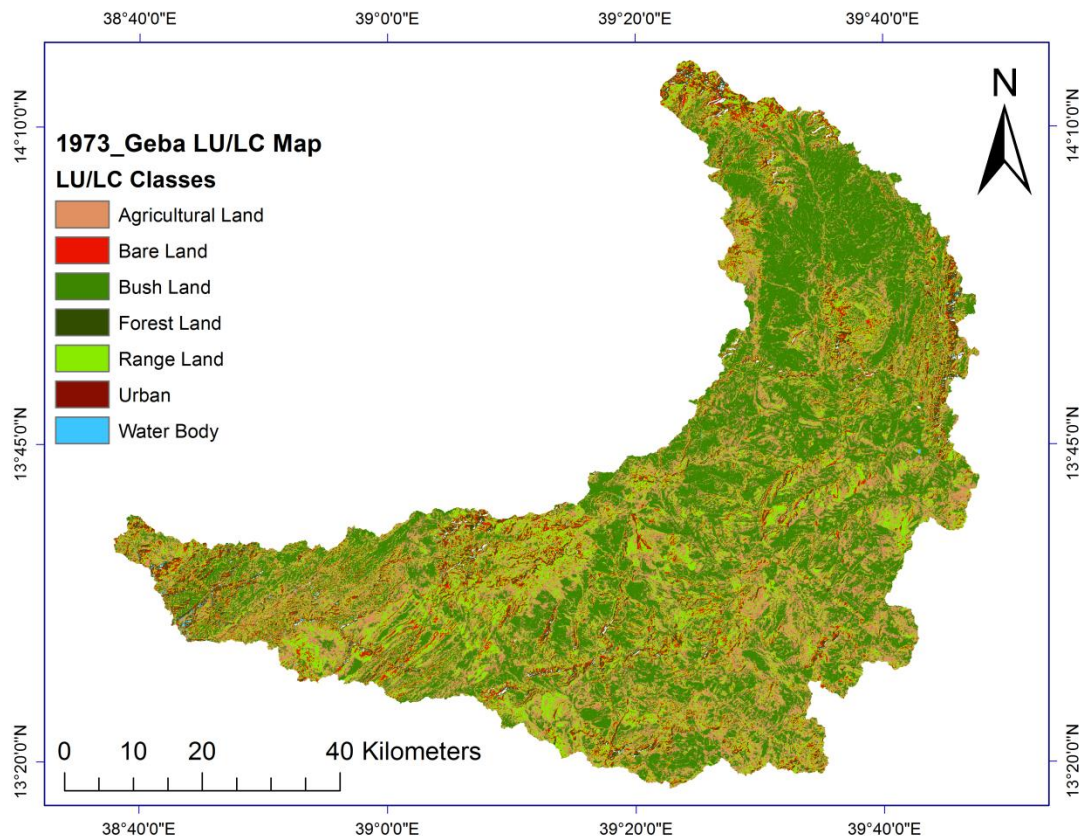 38°40'0"E 39°0'0"E 39°20'0"E 39°40'0"E
N
14°10'0"N 14°10'0"N
1973_Geba LU/LC Map
LU/LC Classes
Agricultural Land
Bare Land
Bush Land
Forest Land
Range Land
Urban
Water Body
13°45'0"N 13°45'0"N
13°20'0"N 13°20'0"N
0 10 20 40 Kilometers
38°40'0"E 39°0'0"E 39°20'0"E 39°40'0"E